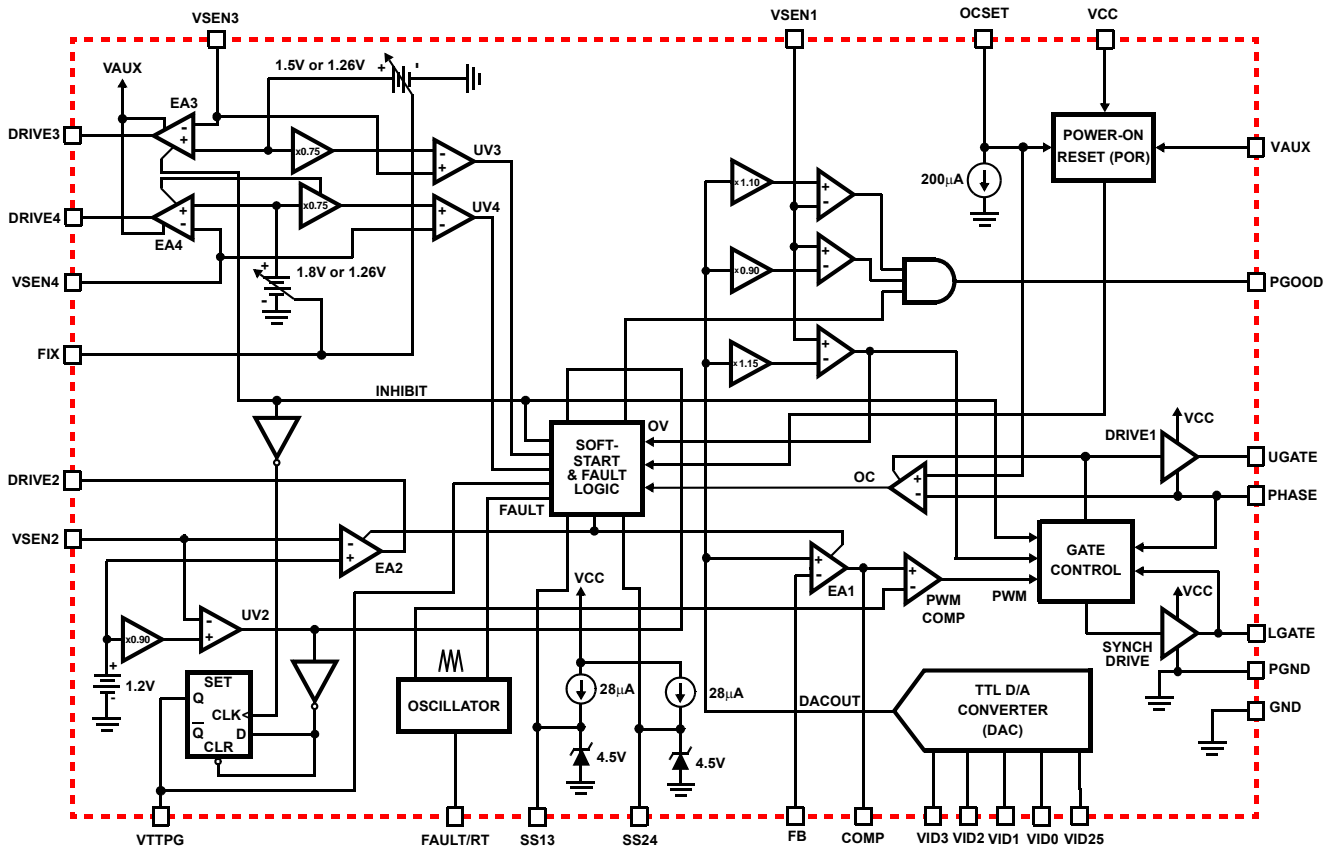 VSEN3
VSEN1
OCSET
VCC
VAUX
1.5V or 1.26V
+
-
EA3
DRIVE3
-
+
x0.75
UV3
-
+
POWER-ON
RESET (POR)
VAUX
x1.10
+
-
200µA
DRIVE4
+
-
x0.75
UV4
+
-
EA4
VSEN4
+
1.8V or 1.26V
-
x0.90
+
-
PGOOD
FIX
x1.15
+
-
INHIBIT
OV
SOFT-
START
& FAULT
LOGIC
DRIVE1
VCC
UGATE
DRIVE2
OC
+
-
PHASE
FAULT
VSEN2
-
+
EA2
VCC
+
-
EA1
+
-
PWM
COMP
PWM
GATE
CONTROL
VCC
UV2
-
+
x0.90
SYNCH
DRIVE
LGATE
+
1.2V
-
SET
Q
CLK
Q
D
CLR
OSCILLATOR
28µA
28µA
DACOUT
TTL D/A
CONVERTER
(DAC)
PGND
GND
4.5V
4.5V
VTTPG
FAULT/RT
SS13
SS24
FB
COMP
VID3
VID2
VID1
VID0
VID25